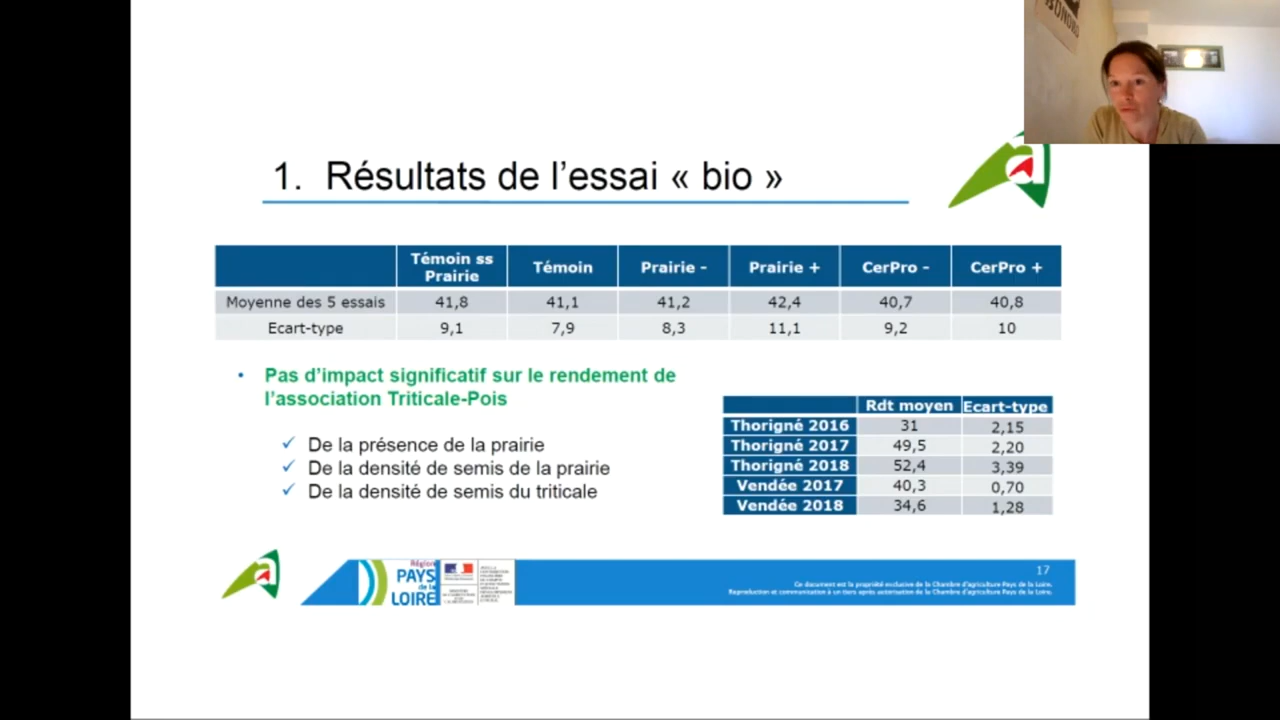 1. Résultats de l'essai « bio »
Témoin ss Prairie Témoin Prairie - Prairie + CerPro - CerPro +
Moyenne des 5 essais 41,8 41,1 41,2 42,4 40,7 40,8
Ecart-type 9,1 7,9 8,3 11,1 9,2 10
• Pas d'impact significatif sur le rendement de
l'association Triticale-Pois
✓ De la présence de la prairie
✓ De la densité de semis de la prairie
✓ De la densité de semis du triticale
Rdt moyen Ecart-type
Thorigné 2016 31 2,15
Thorigné 2017 49,5 2,20
Thorigné 2018 52,4 3,39
Vendée 2017 40,3 0,70
Vendée 2018 34,6 1,28
Région
PAYS
de la
LOIRE
17
Ce document est la propriété exclusive de la Chambre d'agriculture Pays de la Loire.
Reproduction et communication à un tiers après autorisation de la Chambre d'agriculture Pays de la Loire.